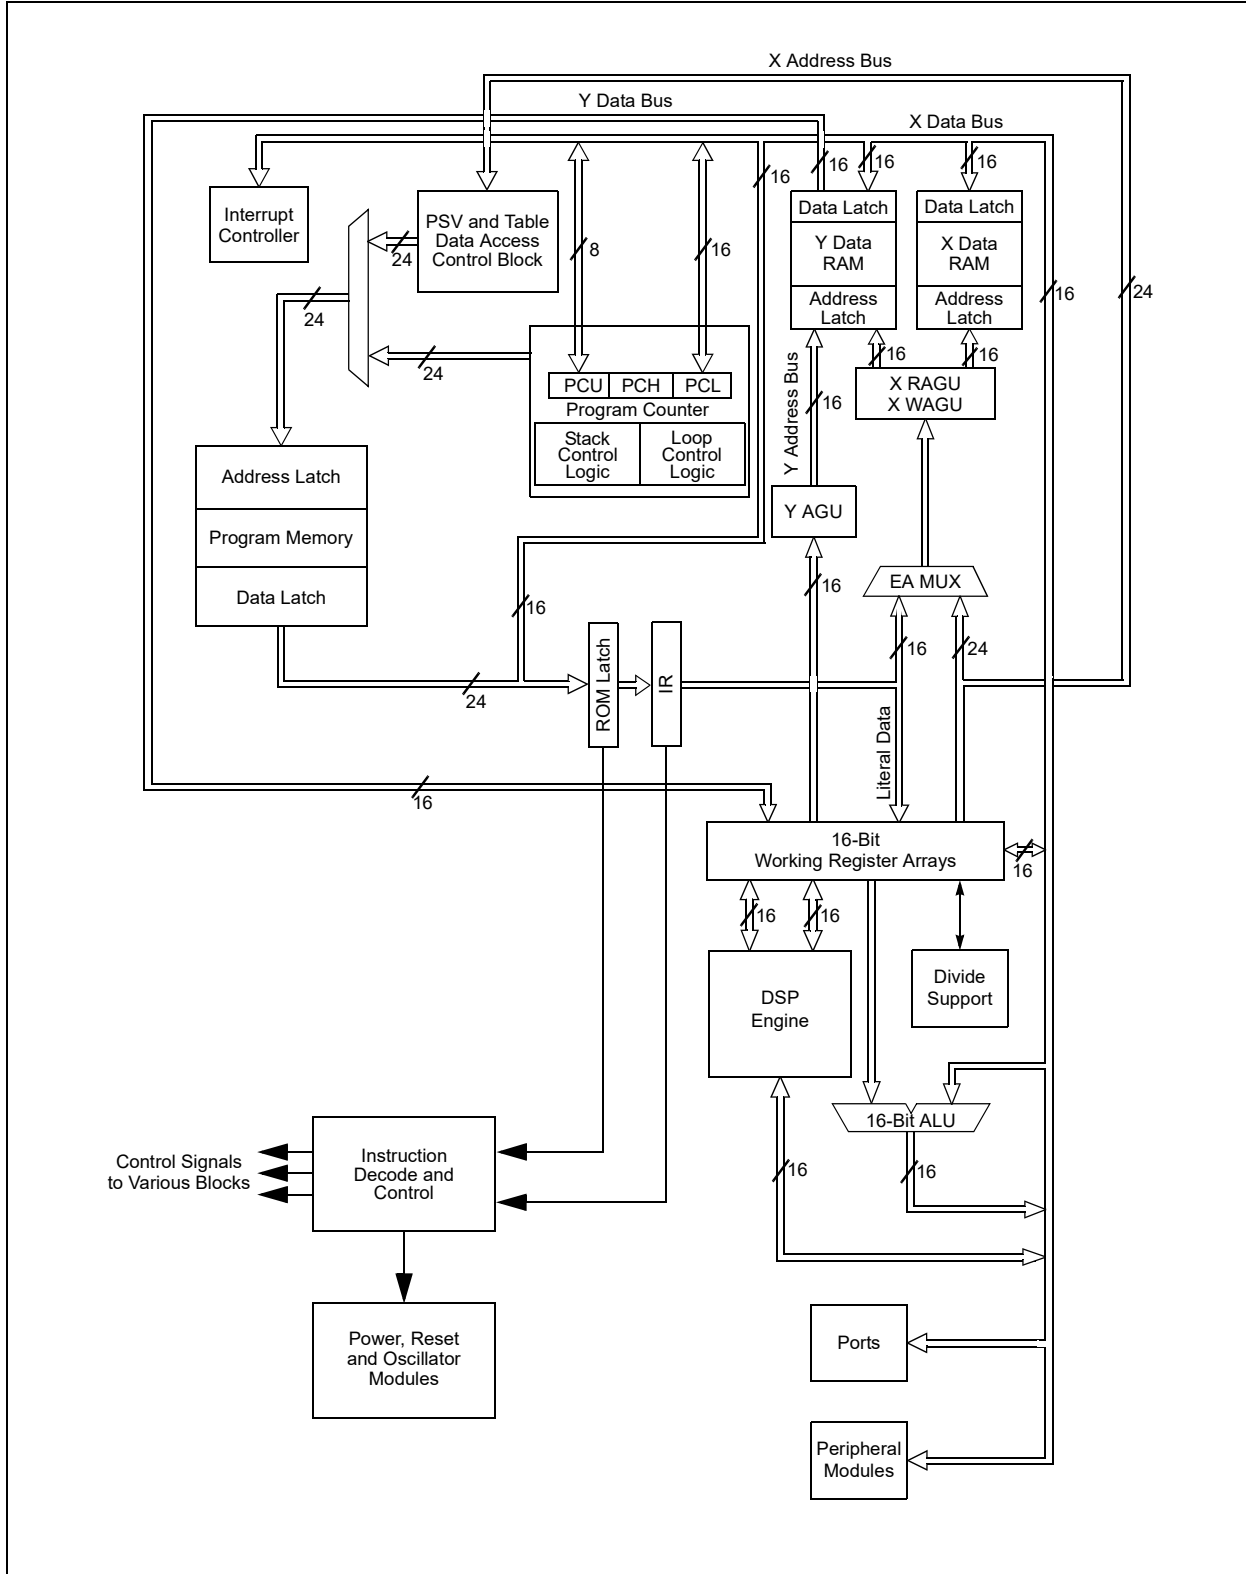 X Address Bus
Y Data Bus
X Data Bus
16
16
16
16
Interrupt
Controller
PSV and Table
Data Access
Control Block
24
8
16
Data Latch
Y Data
RAM
Address
Latch
Data Latch
X Data
RAM
Address
Latch
16
24
24
24
16
16
PCU
PCH
PCL
Program Counter
Stack
Control
Logic
Loop
Control
Logic
Y Address Bus
16
X RAGU
X WAGU
Address Latch
Program Memory
Data Latch
Y AGU
16
EA MUX
16
16
24
24
ROM Latch
IR
Literal Data
16
16-Bit
Working Register Arrays
16
16
16
DSP
Engine
Divide
Support
16-Bit ALU
16
16
Control Signals
to Various Blocks
Instruction
Decode and
Control
Power, Reset
and Oscillator
Modules
Ports
Peripheral
Modules